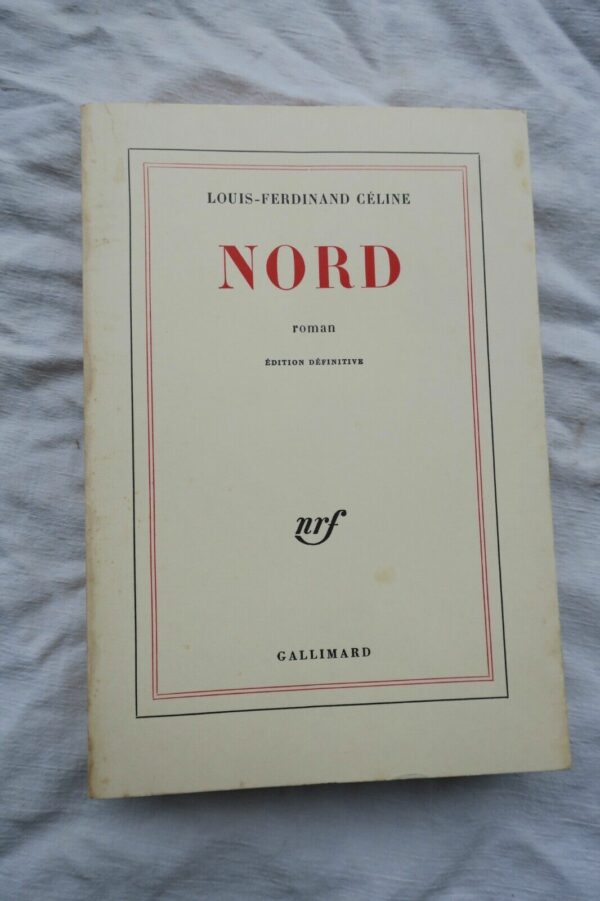 LOUIS-FERDINAND CÉLINE
NORD
roman
ÉDITION DÉFINITIVE
nrf
GALLIMARD